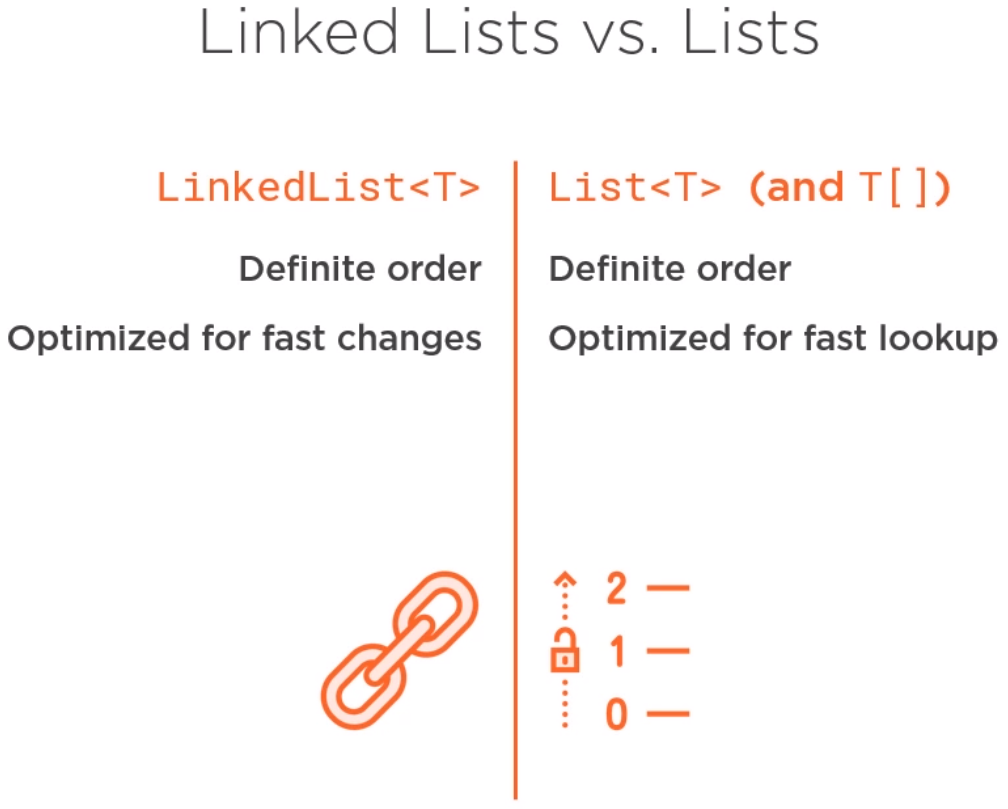 Linked Lists vs. Lists
LinkedList<T>
Definite order
Optimized for fast changes
List<T> (and T[])
Definite order
Optimized for fast lookup
2
1
0